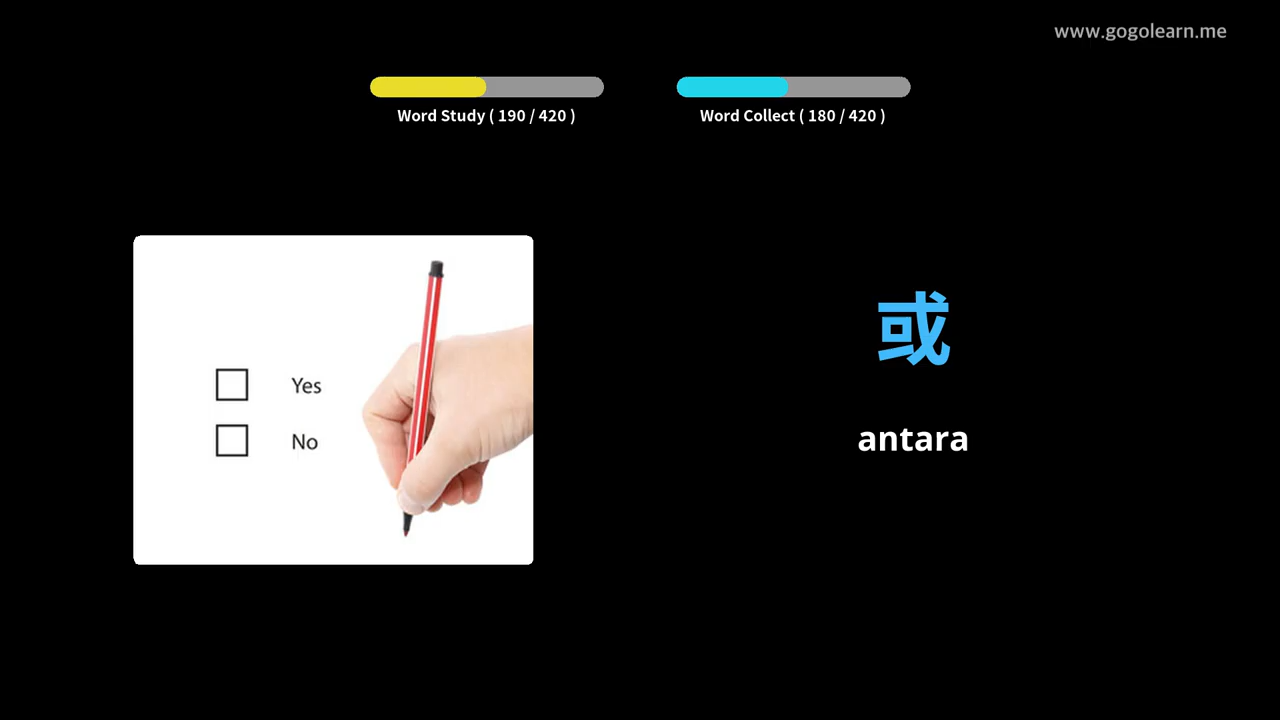 www.gogolearn.me
Word Study ( 190 / 420 )
Word Collect ( 180 / 420 )
Yes
No
或
antara